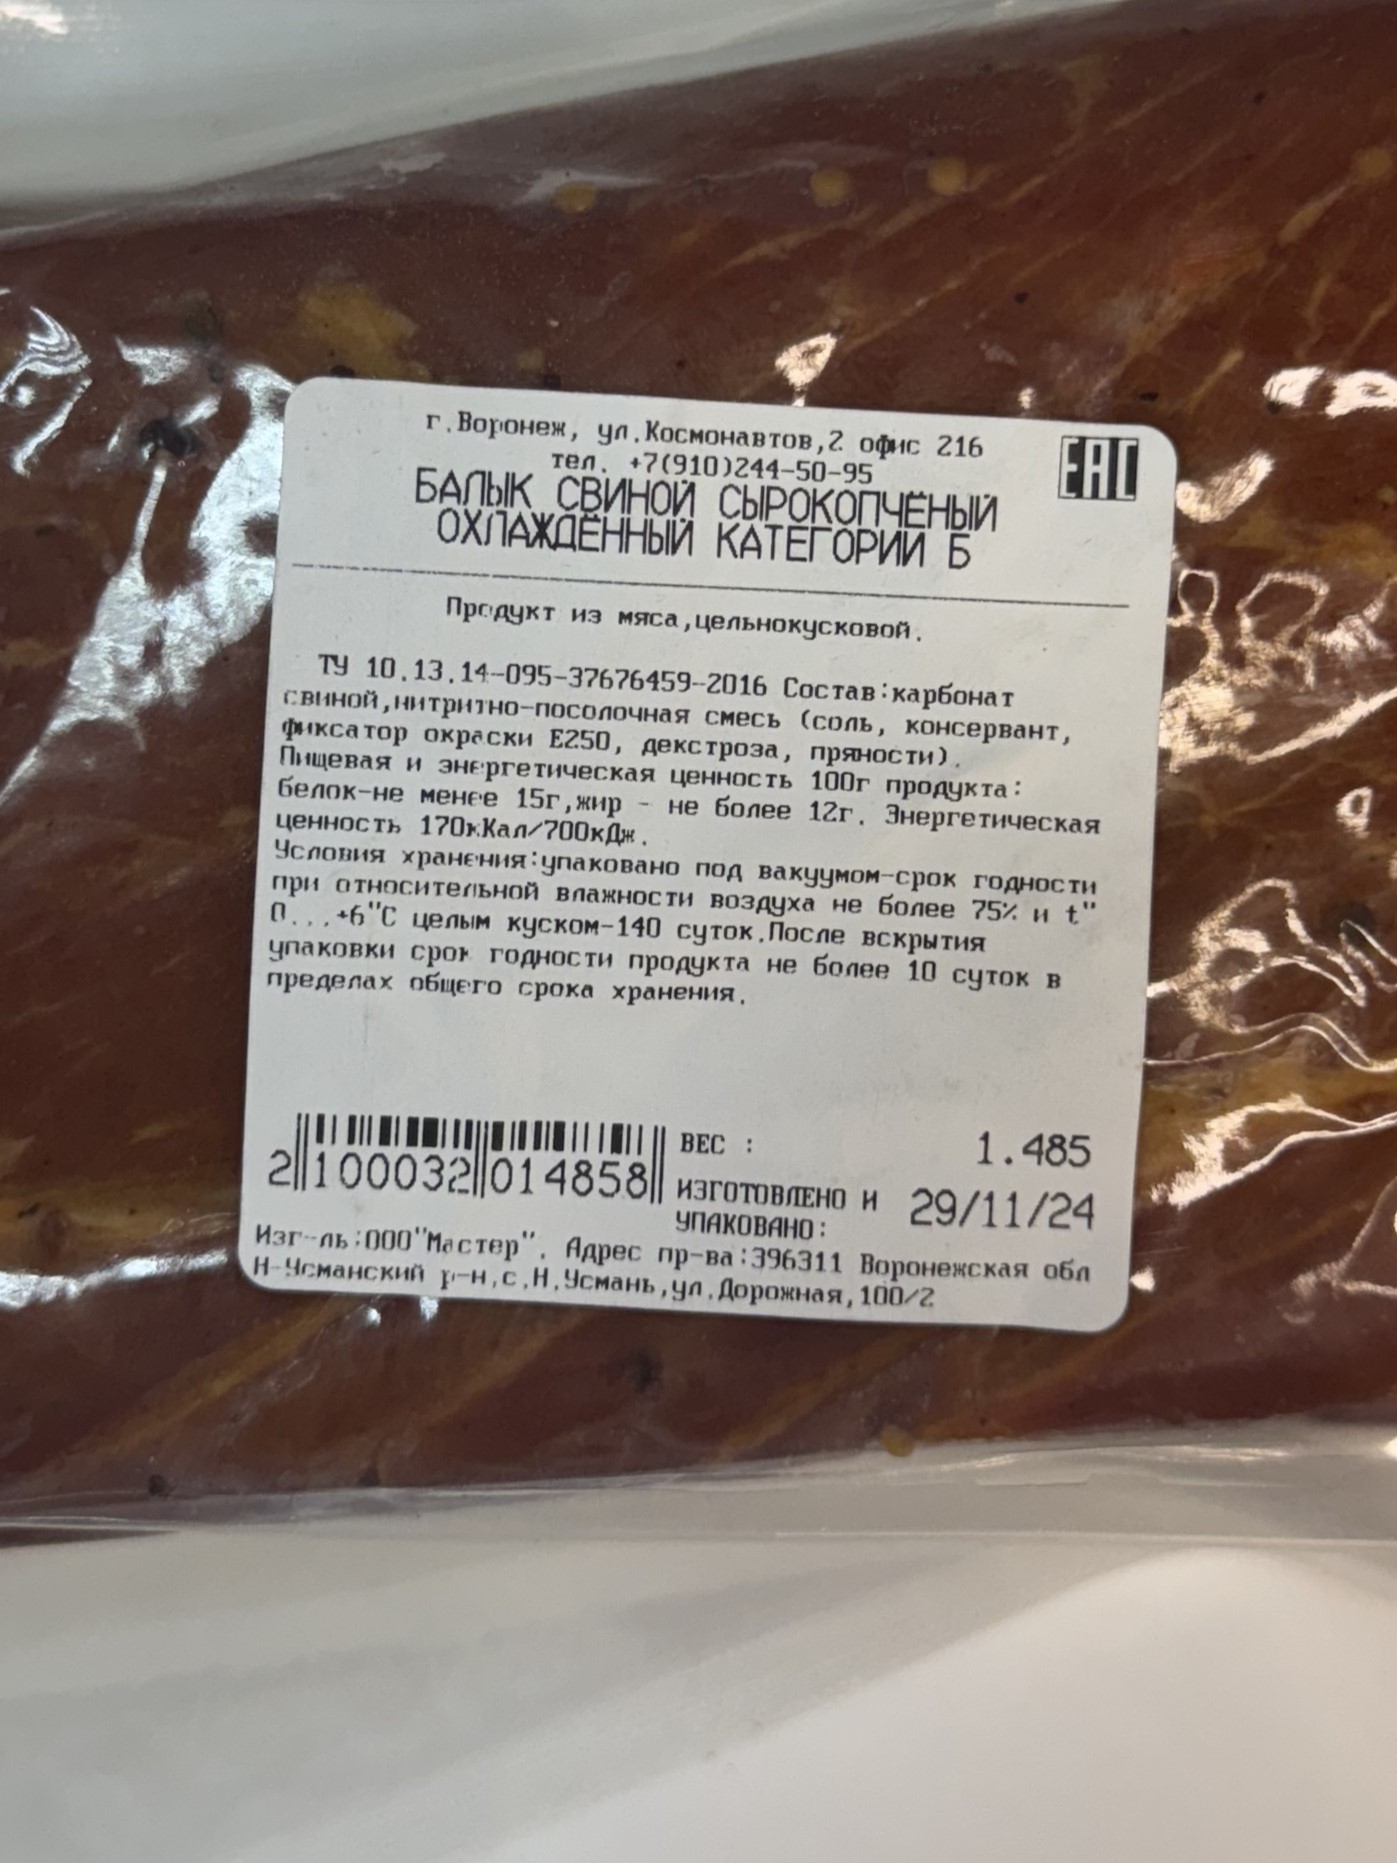 г.Воронеж, ул.Космонавтов,2 офис 216
тел. +7(910)244-50-95
EAC
БАЛЫК СВИНОЙ СЫРОКОПЧЁНЫЙ
ОХЛАЖДЁННЫЙ КАТЕГОРИИ Б
Продукт из мяса,цельнокусковой.
ТУ 10.13.14-095-37676459-2016 Состав:карбонат
свиной,нитритно-посолочная смесь (соль, консервант,
фиксатор окраски Е250, декстроза, пряности).
Пищевая и энергетическая ценность 100г продукта:
белок-не менее 15г,жир - не более 12г. Энергетическая
ценность 170кКал/700кДж.
Условия хранения:упаковано под вакуумом-срок годности
при относительной влажности воздуха не более 75% и t"
0...+6"С целым куском-140 суток.После вскрытия
упаковки срок годности продукта не более 10 суток в
пределах общего срока хранения.
2 100032 014858
ВЕС : 1.485
ИЗГОТОВЛЕНО И
УПАКОВАНО: 29/11/24
Изг-ль:ООО"Мастер". Адрес пр-ва:396311 Воронежская обл
Н-Усманский р-н,с.Н.Усмань,ул.Дорожная,100/2